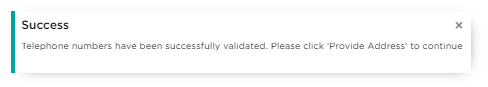 Success ×
Telephone numbers have been successfully validated. Please click 'Provide Address' to continue